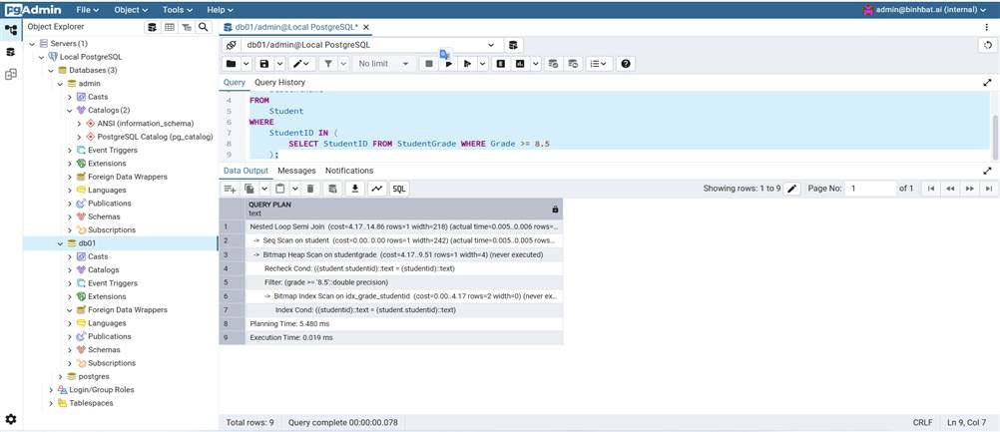 pgAdmin File Object Tools Help admin@binhbat.ai (internal)
Object Explorer
db01/admin@Local PostgreSQL*
Servers (1)
Local PostgreSQL
Databases (3)
admin
Casts
Catalogs (2)
ANSI (information_schema)
PostgreSQL Catalog (pg_catalog)
Event Triggers
Extensions
Foreign Data Wrappers
Languages
Publications
Schemas
Subscriptions
db01
Casts
Catalogs
Event Triggers
Extensions
Foreign Data Wrappers
Languages
Publications
Schemas
Subscriptions
postgres
Login/Group Roles
Tablespaces
db01/admin@Local PostgreSQL
No limit
Query Query History
4 FROM
5 Student
6 WHERE
7 StudentID IN (
8 SELECT StudentID FROM StudentGrade WHERE Grade >= 8.5
9 );
Data Output Messages Notifications
SQL Showing rows: 1 to 9 Page No: 1 of 1
QUERY PLAN
text
1 Nested Loop Semi Join (cost=4.17..14.86 rows=1 width=218) (actual time=0.005..0.006 rows=...
2 -> Seq Scan on student (cost=0.00..0.00 rows=1 width=242) (actual time=0.005..0.005 rows...
3 -> Bitmap Heap Scan on studentgrade (cost=4.17..9.51 rows=1 width=4) (never executed)
4 Recheck Cond: ((student.studentid)::text = (studentid)::text)
5 Filter: (grade >= '8.5'::double precision)
6 -> Bitmap Index Scan on idx_grade_studentid (cost=0.00..4.17 rows=2 width=0) (never ex...
7 Index Cond: ((studentid)::text = (student.studentid)::text)
8 Planning Time: 5.480 ms
9 Execution Time: 0.019 ms
Total rows: 9 Query complete 00:00:00.078 CRLF Ln 9, Col 7